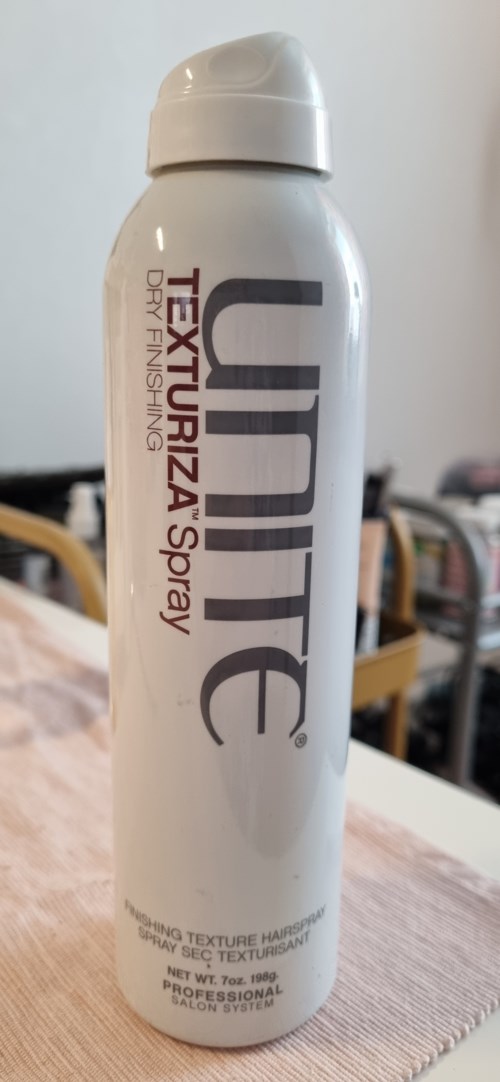 UNITE®
TEXTURIZA™ Spray
DRY FINISHING
FINISHING TEXTURE HAIRSPRAY
SPRAY SEC TEXTURISANT
NET WT. 7oz. 198g.
PROFESSIONAL
SALON SYSTEM